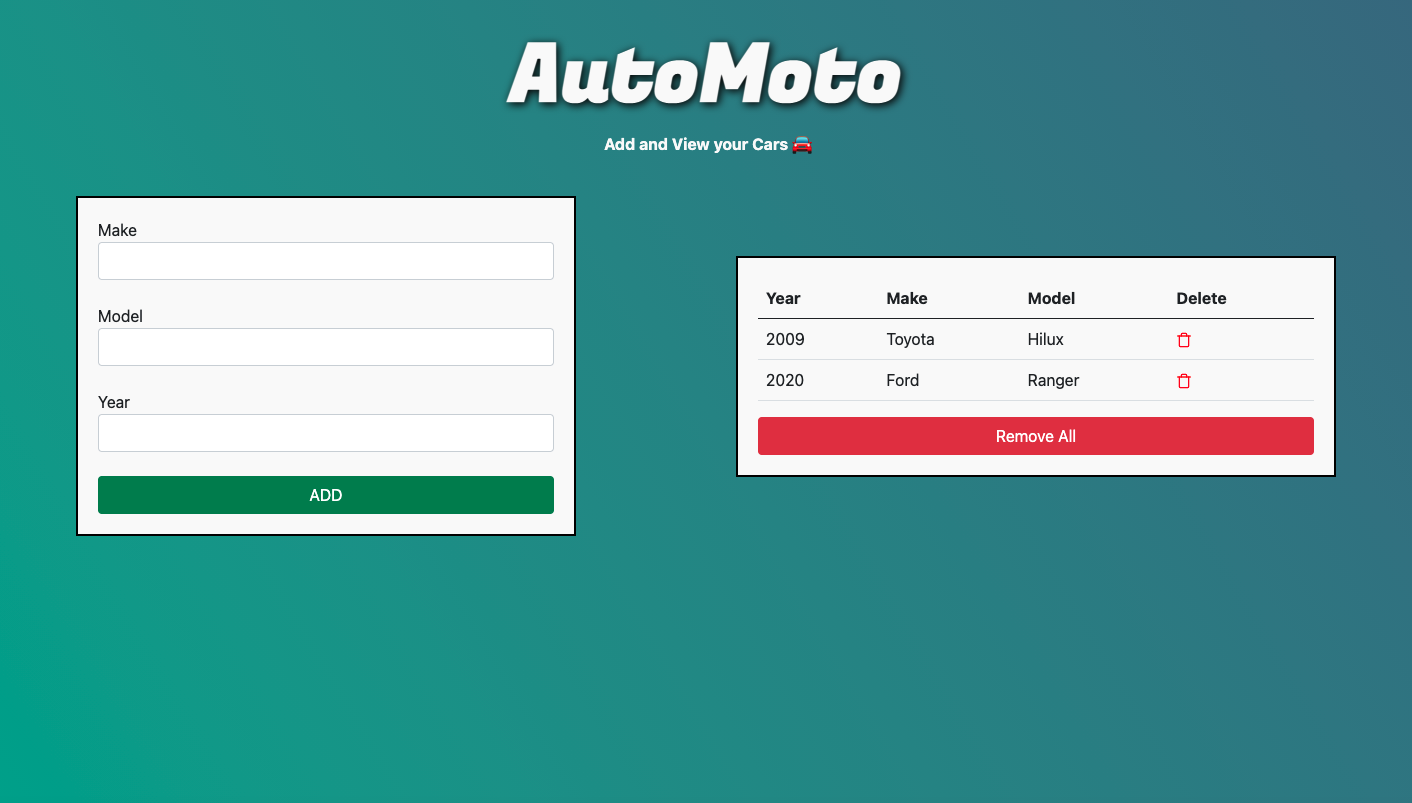 AutoMoto
Add and View your Cars 🚘
Make
Model
Year
ADD
Year Make Model Delete
2009 Toyota Hilux
2020 Ford Ranger
Remove All